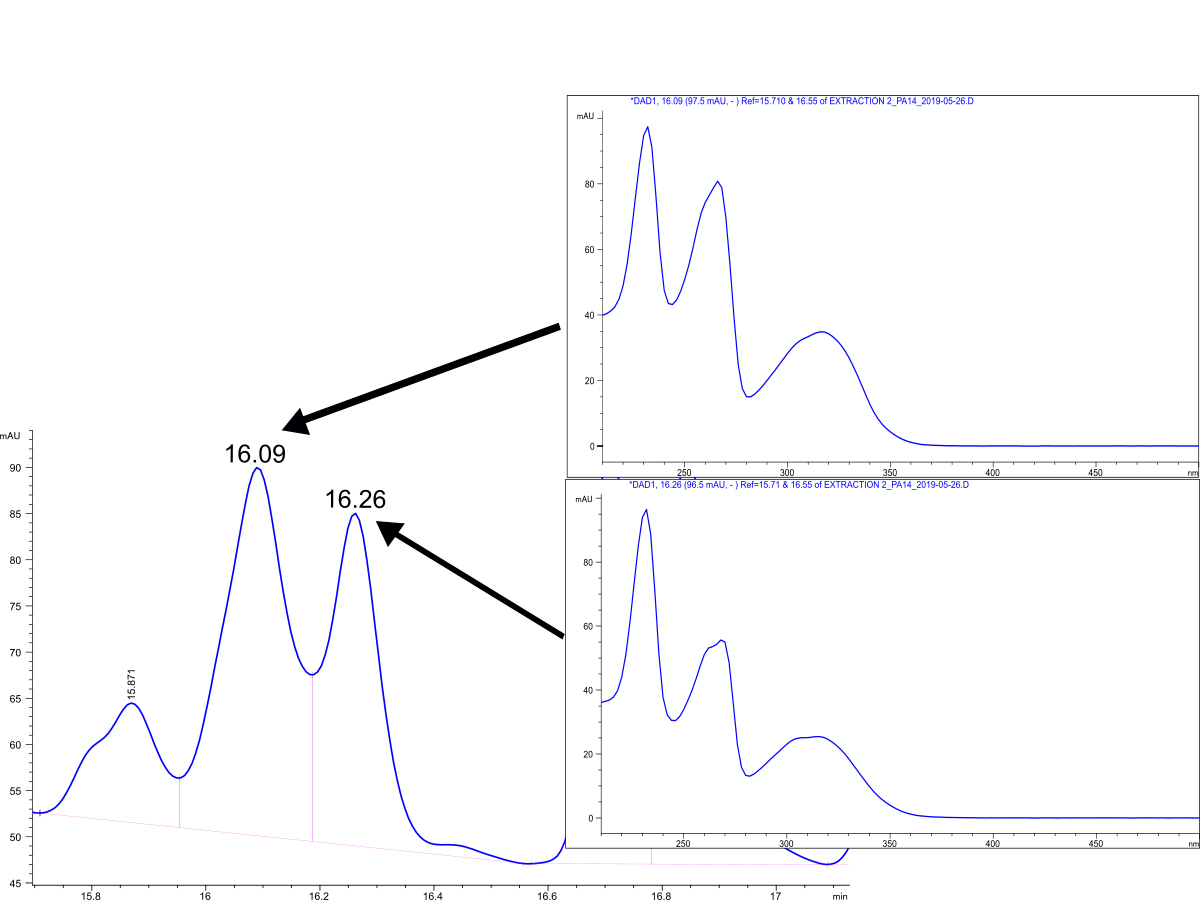 *DAD1, 16.09 (97.5 mAU, - ) Ref=15.710 & 16.55 of EXTRACTION 2_PA14_2019-05-26.D
mAU
80
60
40
20
0
250 300 350 400 450 nm
*DAD1, 16.26 (96.5 mAU, - ) Ref=15.71 & 16.55 of EXTRACTION 2_PA14_2019-05-26.D
mAU
80
60
40
20
0
250 300 350 400 450 nm
mAU
16.09
16.26
15.871
90
85
80
75
70
65
60
55
50
45
15.8 16 16.2 16.4 16.6 16.8 17 min